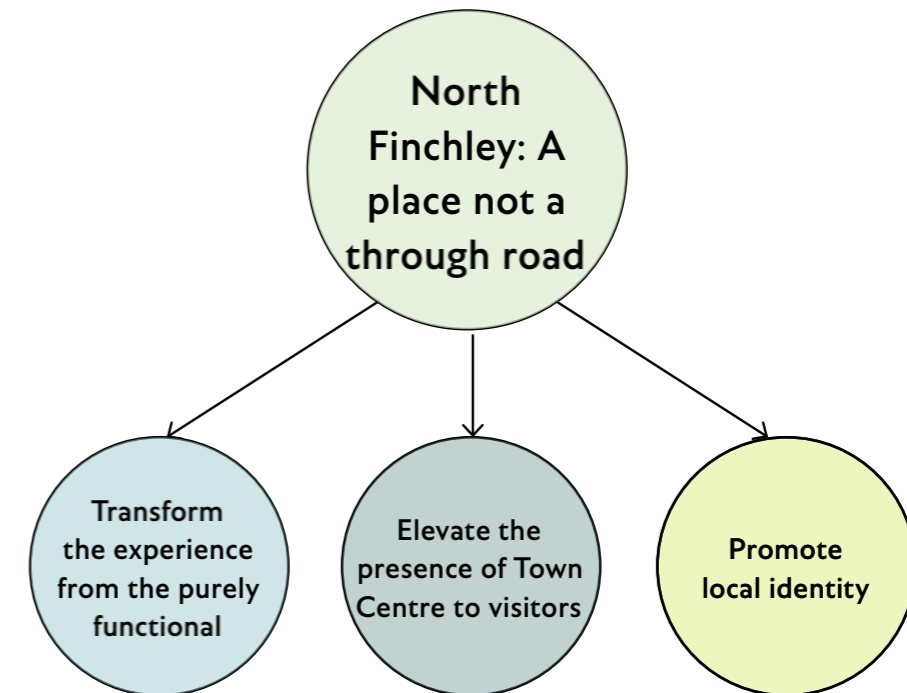 North
Finchley: A
place not a
through road
Transform
the experience
from the purely
functional
Elevate the
presence of Town
Centre to visitors
Promote
local identity